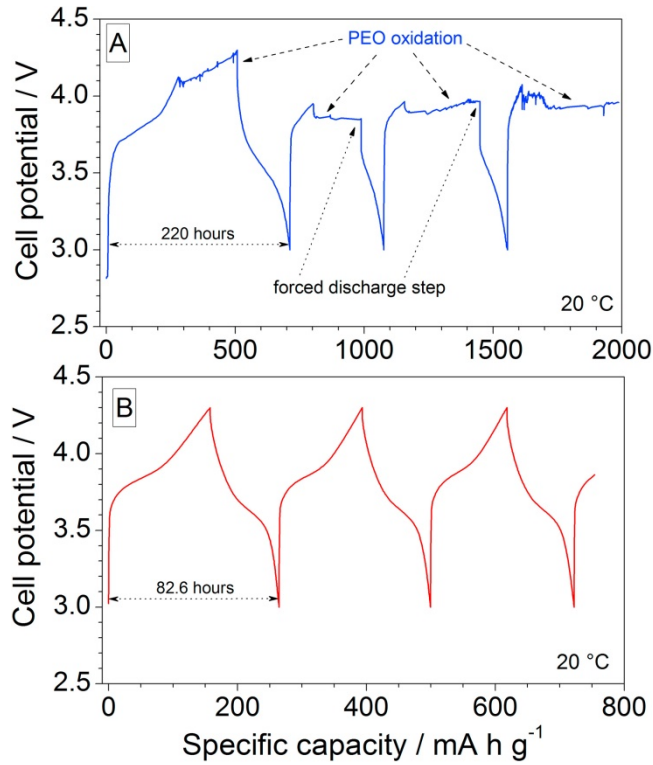 A
PEO oxidation
4.5
4.0
3.5
3.0
2.5
Cell potential / V
220 hours
forced discharge step
20 °C
0 500 1000 1500 2000
B
4.5
4.0
3.5
3.0
2.5
Cell potential / V
82.6 hours
20 °C
0 200 400 600 800
Specific capacity / mA h g⁻¹